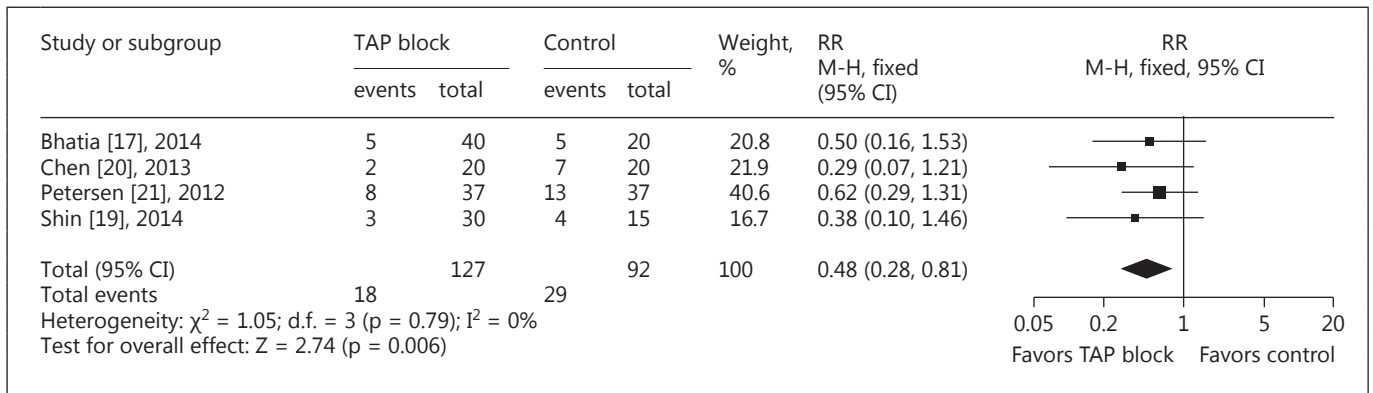 Study or subgroup TAP block Control Weight, % RR M-H, fixed (95% CI) RR M-H, fixed, 95% CI
events total events total
Bhatia [17], 2014 5 40 5 20 20.8 0.50 (0.16, 1.53)
Chen [20], 2013 2 20 7 20 21.9 0.29 (0.07, 1.21)
Petersen [21], 2012 8 37 13 37 40.6 0.62 (0.29, 1.31)
Shin [19], 2014 3 30 4 15 16.7 0.38 (0.10, 1.46)
Total (95% CI) 127 92 100 0.48 (0.28, 0.81)
Total events 18 29
Heterogeneity: χ² = 1.05; d.f. = 3 (p = 0.79); I² = 0%
Test for overall effect: Z = 2.74 (p = 0.006)
0.05 0.2 1 5 20
Favors TAP block Favors control